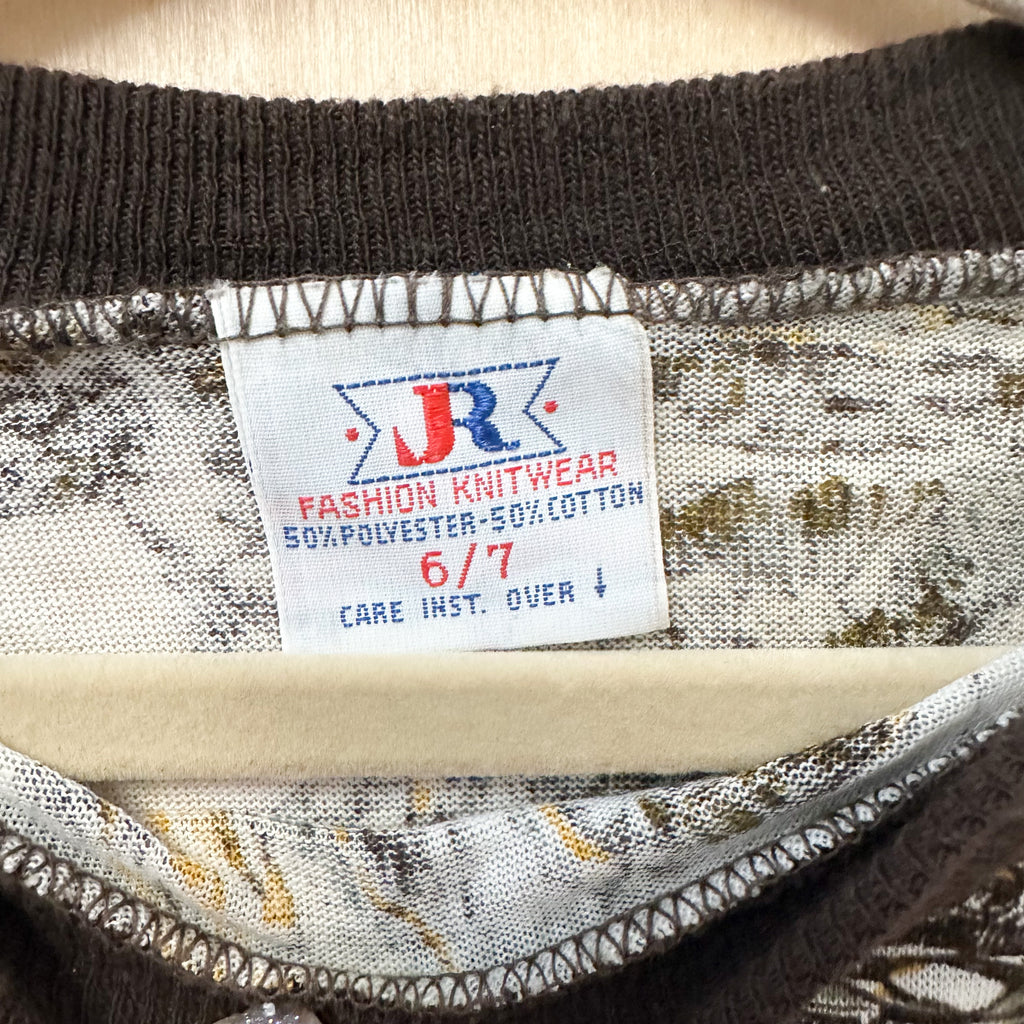 JR
FASHION KNITWEAR
50% POLYESTER-50% COTTON
6/7
CARE INST. OVER ↓